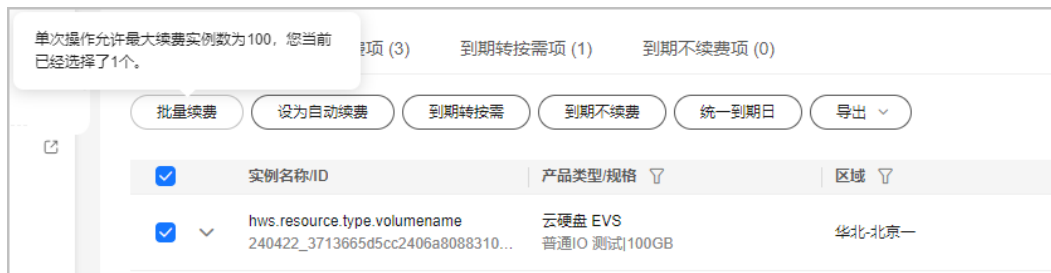 单次操作允许最大续费实例数为100，您当前
已经选择了1个。
费项 (3)
到期转按需项 (1)
到期不续费项 (0)
批量续费
设为自动续费
到期转按需
到期不续费
统一到期日
导出
实例名称/ID
产品类型/规格
区域
hws.resource.type.volumename
云硬盘 EVS
华北-北京一
240422_3713665d5cc2406a8088310...
普通IO 测试|100GB